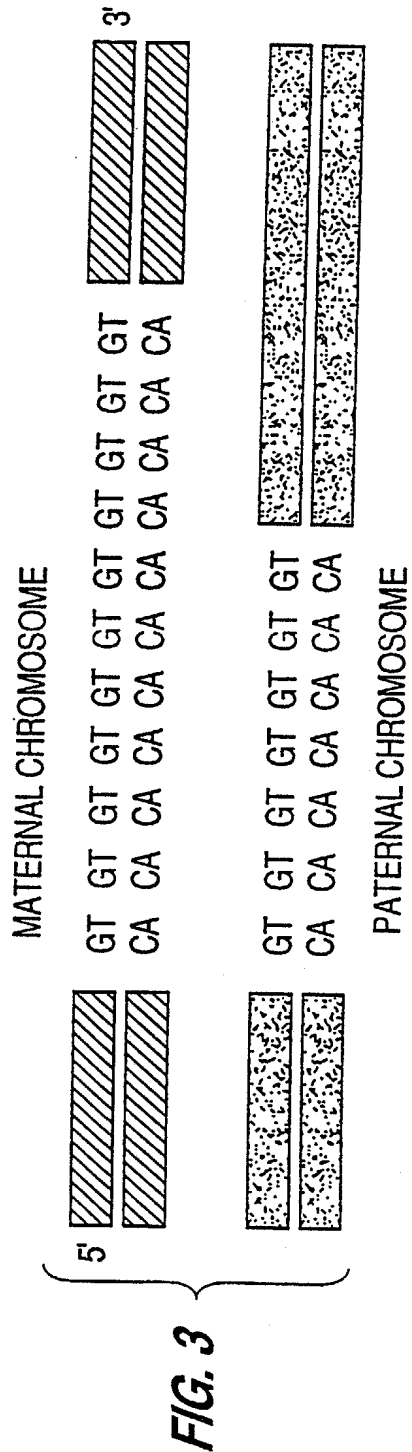 MATERNAL CHROMOSOME
5' GT GT GT GT GT GT GT GT GT GT GT 3'
CA CA CA CA CA CA CA CA CA CA CA
GT GT GT GT GT GT GT
CA CA CA CA CA CA CA
PATERNAL CHROMOSOME
FIG. 3